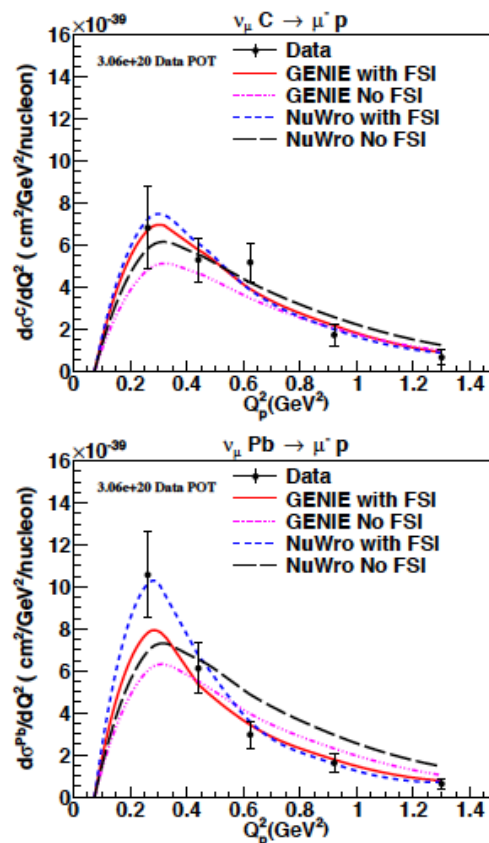 ×10⁻³⁹
νμ C → μ⁻ p
16
14
12
10
8
6
4
2
0
3.06e+20 Data POT
Data
GENIE with FSI
GENIE No FSI
NuWro with FSI
NuWro No FSI
dσᶜ/dQ² ( cm²/GeV²/nucleon)
0 0.2 0.4 0.6 0.8 1 1.2 1.4
Q²p(GeV²)
×10⁻³⁹
νμ Pb → μ⁻ p
16
14
12
10
8
6
4
2
0
3.06e+20 Data POT
Data
GENIE with FSI
GENIE No FSI
NuWro with FSI
NuWro No FSI
dσᴾᵇ/dQ² ( cm²/GeV²/nucleon)
0 0.2 0.4 0.6 0.8 1 1.2 1.4
Q²p(GeV²)